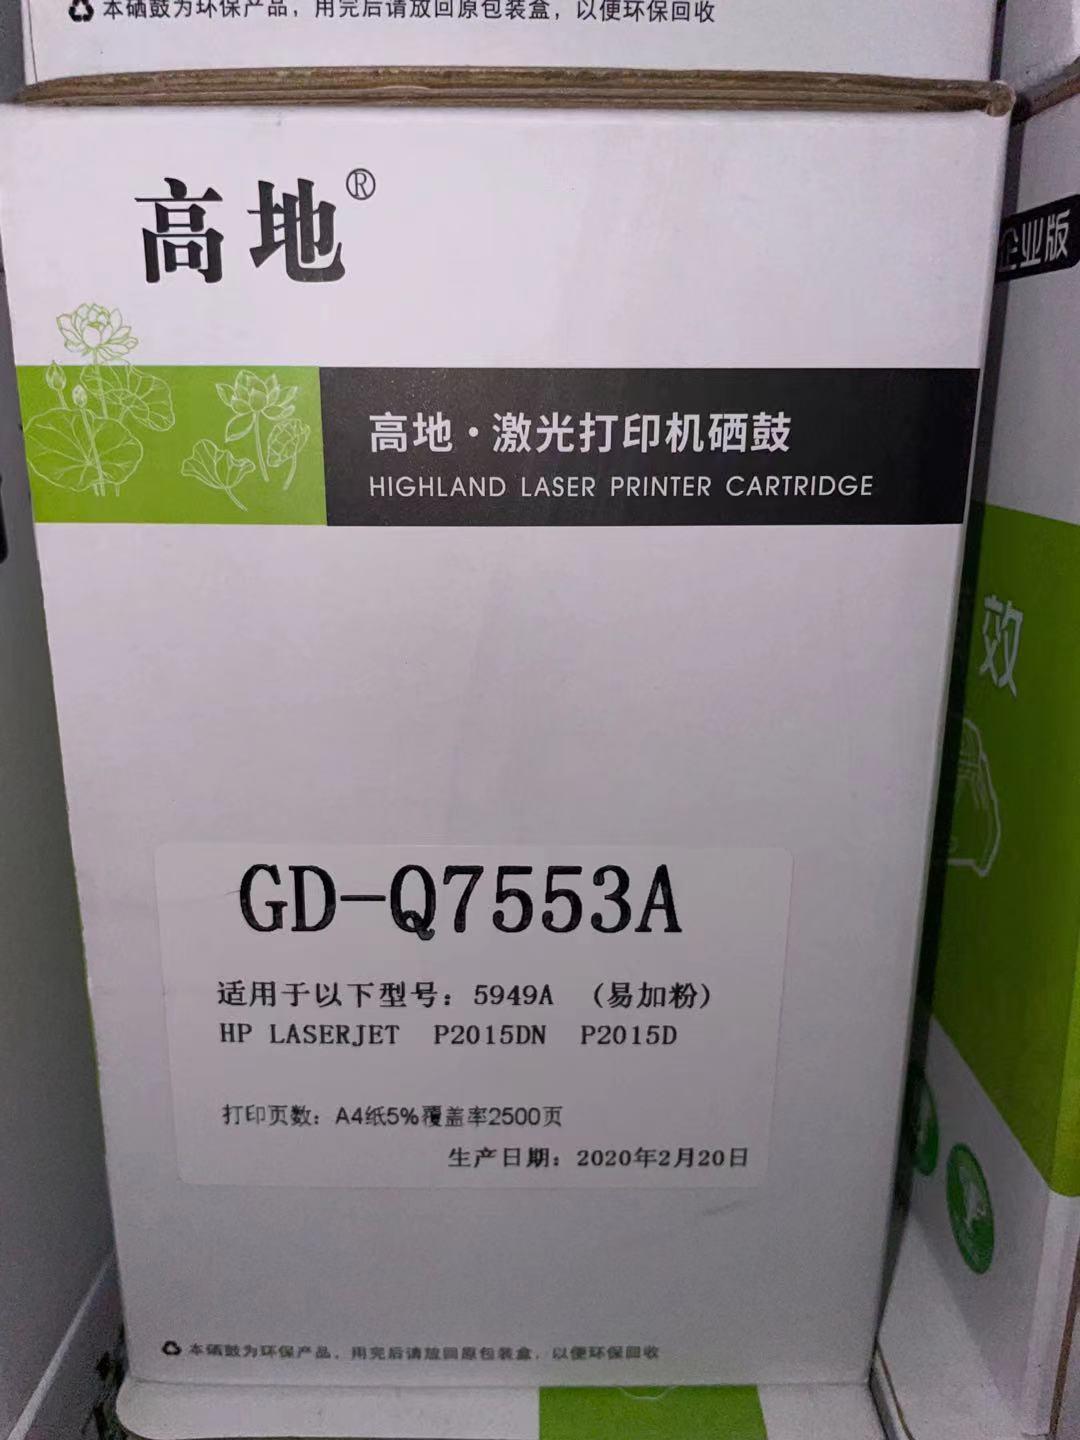 本硒鼓为环保产品，用完后请放回原包装盒，以便环保回收
高地®
企业版
高地·激光打印机硒鼓
HIGHLAND LASER PRINTER CARTRIDGE
效
GD-Q7553A
适用于以下型号：5949A （易加粉）
HP LASERJET P2015DN P2015D
打印页数：A4纸5%覆盖率2500页
生产日期：2020年2月20日
本硒鼓为环保产品，用完后请放回原包装盒，以便环保回收